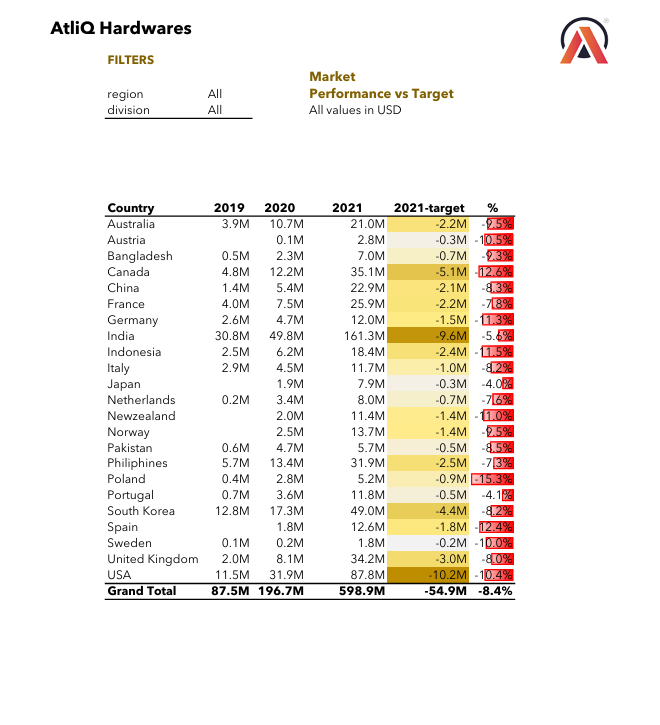 AtliQ Hardwares
FILTERS
Market
region All Performance vs Target
division All All values in USD
Country 2019 2020 2021 2021-target %
Australia 3.9M 10.7M 21.0M -2.2M -9.5%
Austria 0.1M 2.8M -0.3M -10.5%
Bangladesh 0.5M 2.3M 7.0M -0.7M -9.3%
Canada 4.8M 12.2M 35.1M -5.1M -12.6%
China 1.4M 5.4M 22.9M -2.1M -8.3%
France 4.0M 7.5M 25.9M -2.2M -7.8%
Germany 2.6M 4.7M 12.0M -1.5M -11.3%
India 30.8M 49.8M 161.3M -9.6M -5.6%
Indonesia 2.5M 6.2M 18.4M -2.4M -11.5%
Italy 2.9M 4.5M 11.7M -1.0M -8.2%
Japan 1.9M 7.9M -0.3M -4.0%
Netherlands 0.2M 3.4M 8.0M -0.7M -7.6%
Newzealand 2.0M 11.4M -1.4M -11.0%
Norway 2.5M 13.7M -1.4M -9.5%
Pakistan 0.6M 4.7M 5.7M -0.5M -8.5%
Philiphines 5.7M 13.4M 31.9M -2.5M -7.3%
Poland 0.4M 2.8M 5.2M -0.9M -15.3%
Portugal 0.7M 3.6M 11.8M -0.5M -4.1%
South Korea 12.8M 17.3M 49.0M -4.4M -8.2%
Spain 1.8M 12.6M -1.8M -12.4%
Sweden 0.1M 0.2M 1.8M -0.2M -10.0%
United Kingdom 2.0M 8.1M 34.2M -3.0M -8.0%
USA 11.5M 31.9M 87.8M -10.2M -10.4%
Grand Total 87.5M 196.7M 598.9M -54.9M -8.4%